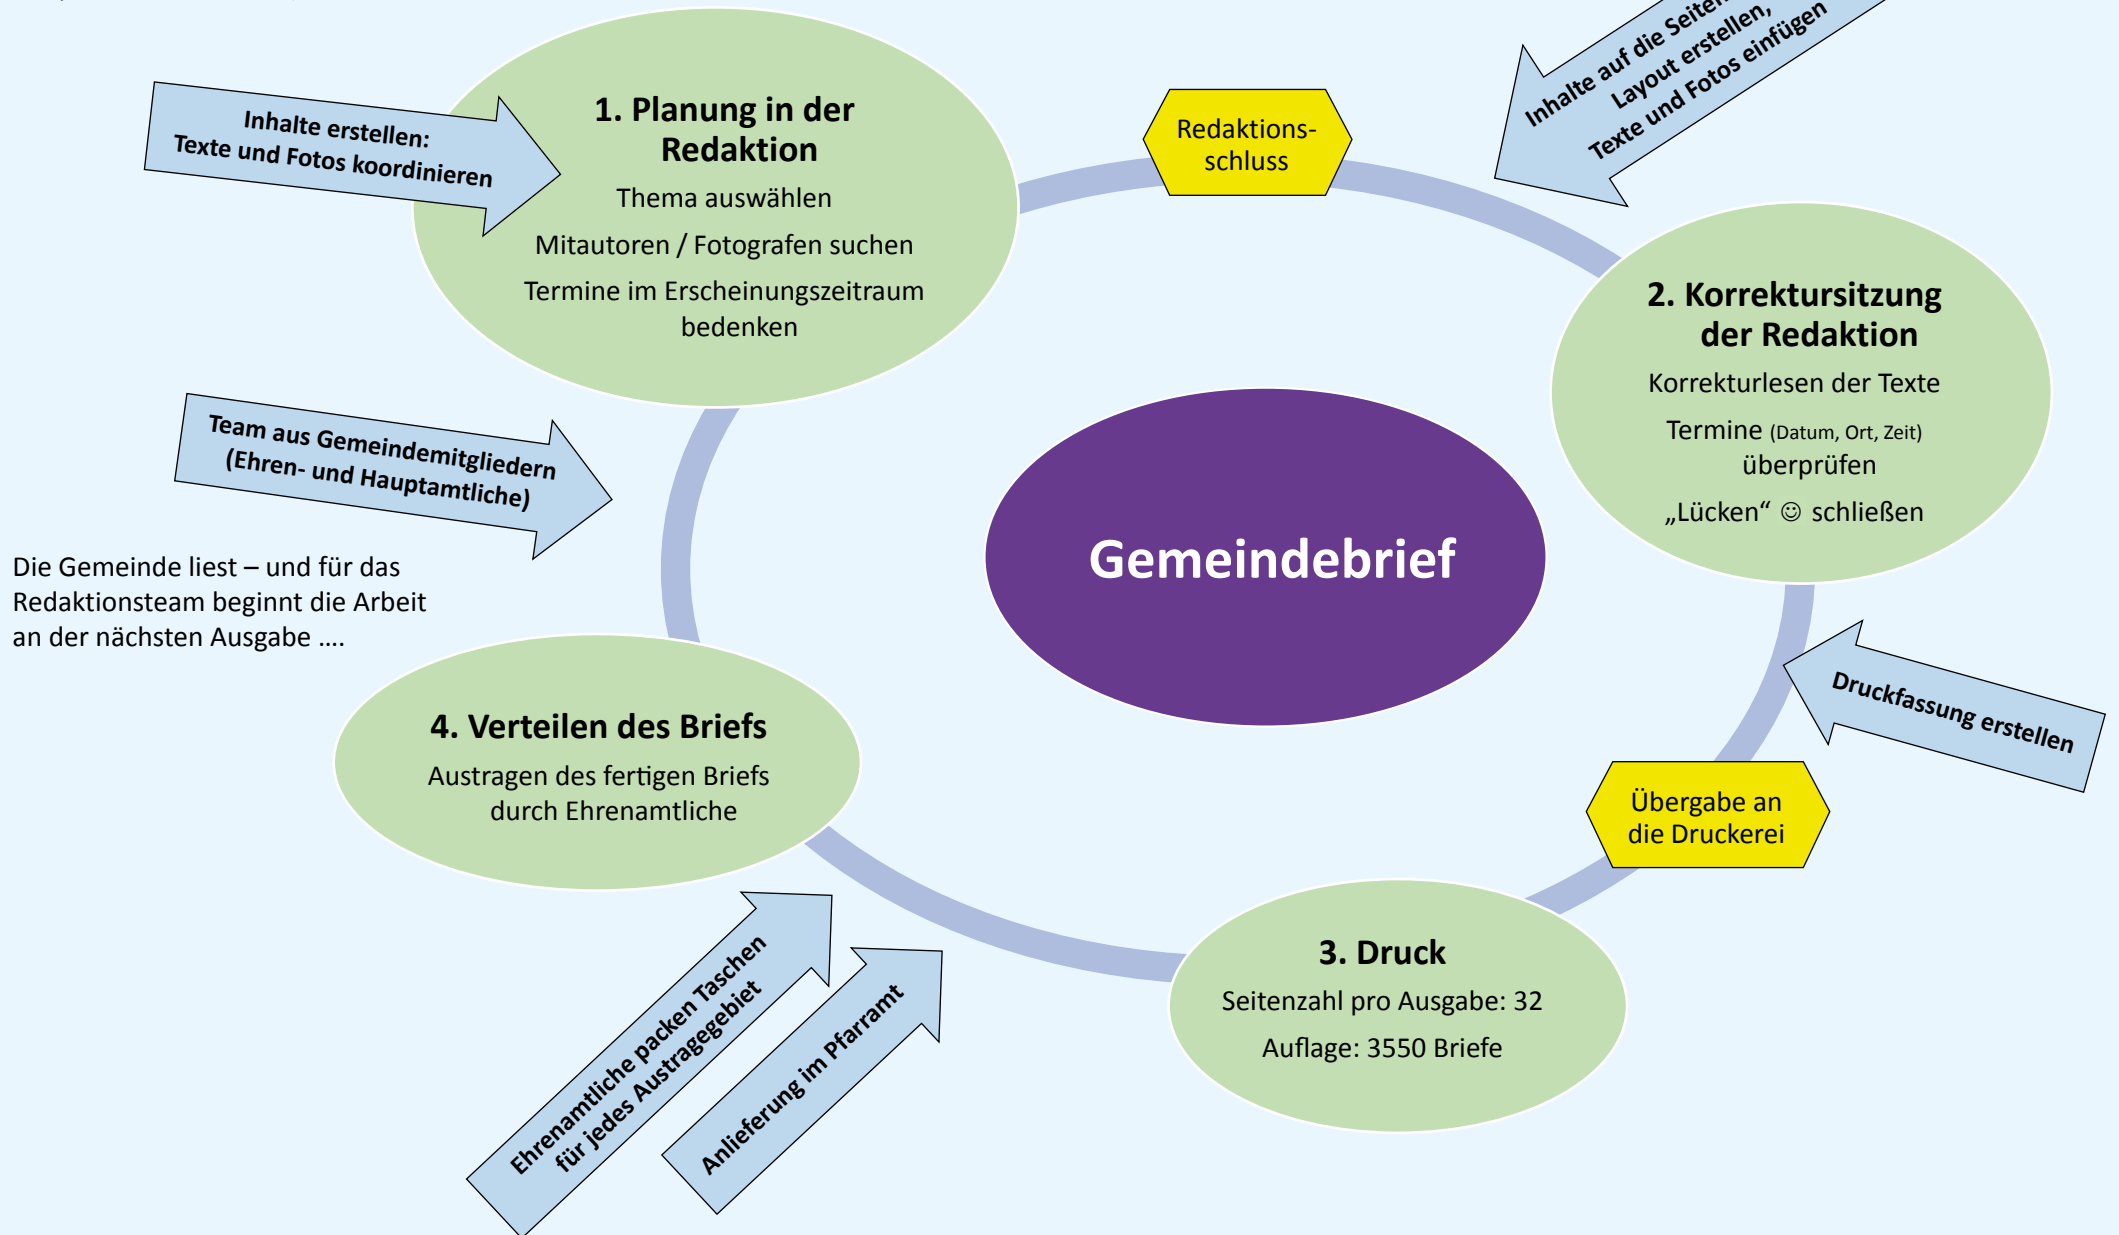 Inhalte erstellen:
Texte und Fotos koordinieren
1. Planung in der
Redaktion
Thema auswählen
Mitautoren / Fotografen suchen
Termine im Erscheinungszeitraum
bedenken
Redaktions-
schluss
Inhalte auf die Seiten
Layout erstellen,
Texte und Fotos einfügen
2. Korrektursitzung
der Redaktion
Korrekturlesen der Texte
Termine (Datum, Ort, Zeit)
überprüfen
„Lücken“ ☺ schließen
Team aus Gemeindemitgliedern
(Ehren- und Hauptamtliche)
Gemeindebrief
Die Gemeinde liest – und für das
Redaktionsteam beginnt die Arbeit
an der nächsten Ausgabe ....
Druckfassung erstellen
4. Verteilen des Briefs
Austragen des fertigen Briefs
durch Ehrenamtliche
Übergabe an
die Druckerei
3. Druck
Seitenzahl pro Ausgabe: 32
Auflage: 3550 Briefe
Ehrenamtliche packen Taschen
für jedes Austragegebiet
Anlieferung im Pfarramt